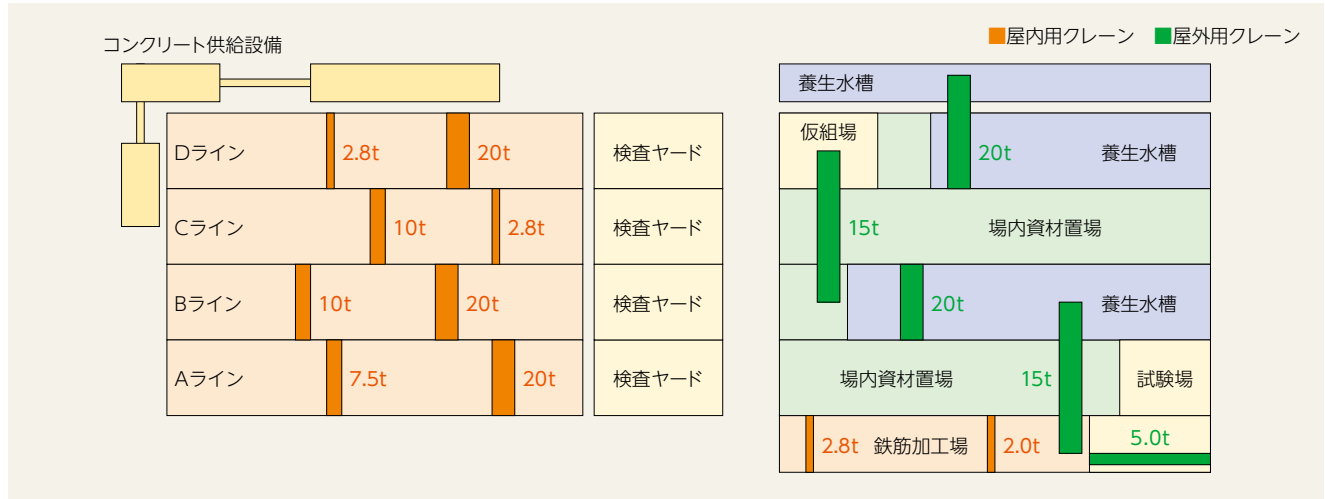 コンクリート供給設備
■屋内用クレーン ■屋外用クレーン
Dライン 2.8t 20t 検査ヤード
Cライン 10t 2.8t 検査ヤード
Bライン 10t 20t 検査ヤード
Aライン 7.5t 20t 検査ヤード
養生水槽
仮組場 20t 養生水槽
15t 場内資材置場
20t 養生水槽
場内資材置場 15t 試験場
2.8t 鉄筋加工場 2.0t 5.0t